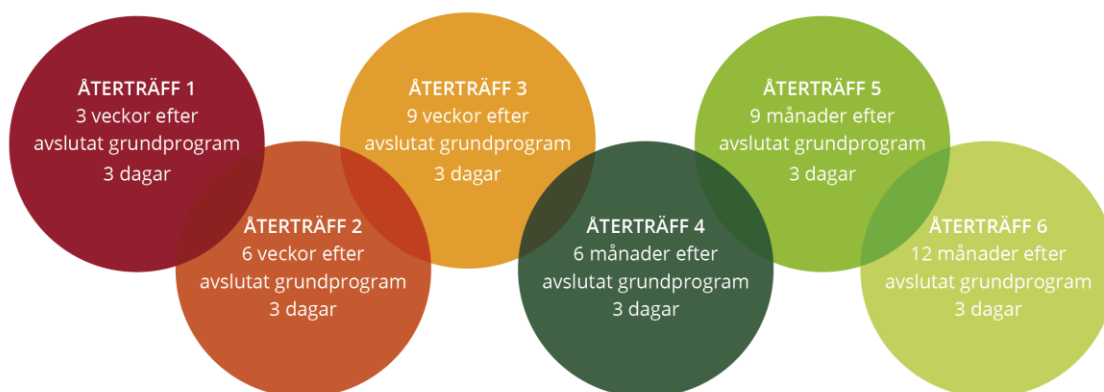 ÅTERTRÄFF 1
3 veckor efter
avslutat grundprogram
3 dagar
ÅTERTRÄFF 2
6 veckor efter
avslutat grundprogram
3 dagar
ÅTERTRÄFF 3
9 veckor efter
avslutat grundprogram
3 dagar
ÅTERTRÄFF 4
6 månader efter
avslutat grundprogram
3 dagar
ÅTERTRÄFF 5
9 månader efter
avslutat grundprogram
3 dagar
ÅTERTRÄFF 6
12 månader efter
avslutat grundprogram
3 dagar